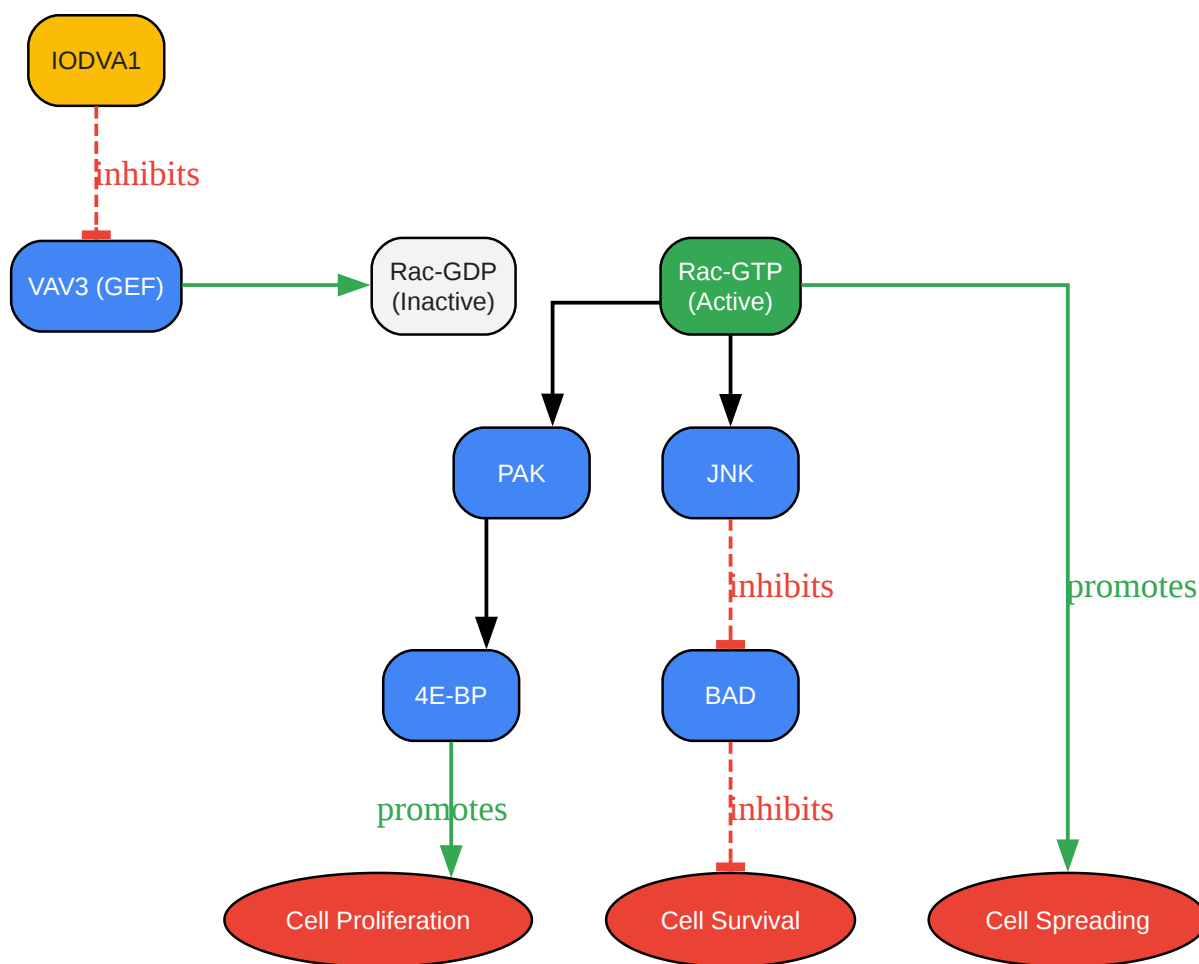 IODVA1
inhibits
VAV3 (GEF)
Rac-GDP
(Inactive)
Rac-GTP
(Active)
PAK
JNK
inhibits
promotes
4E-BP
BAD
promotes
inhibits
Cell Proliferation
Cell Survival
Cell Spreading